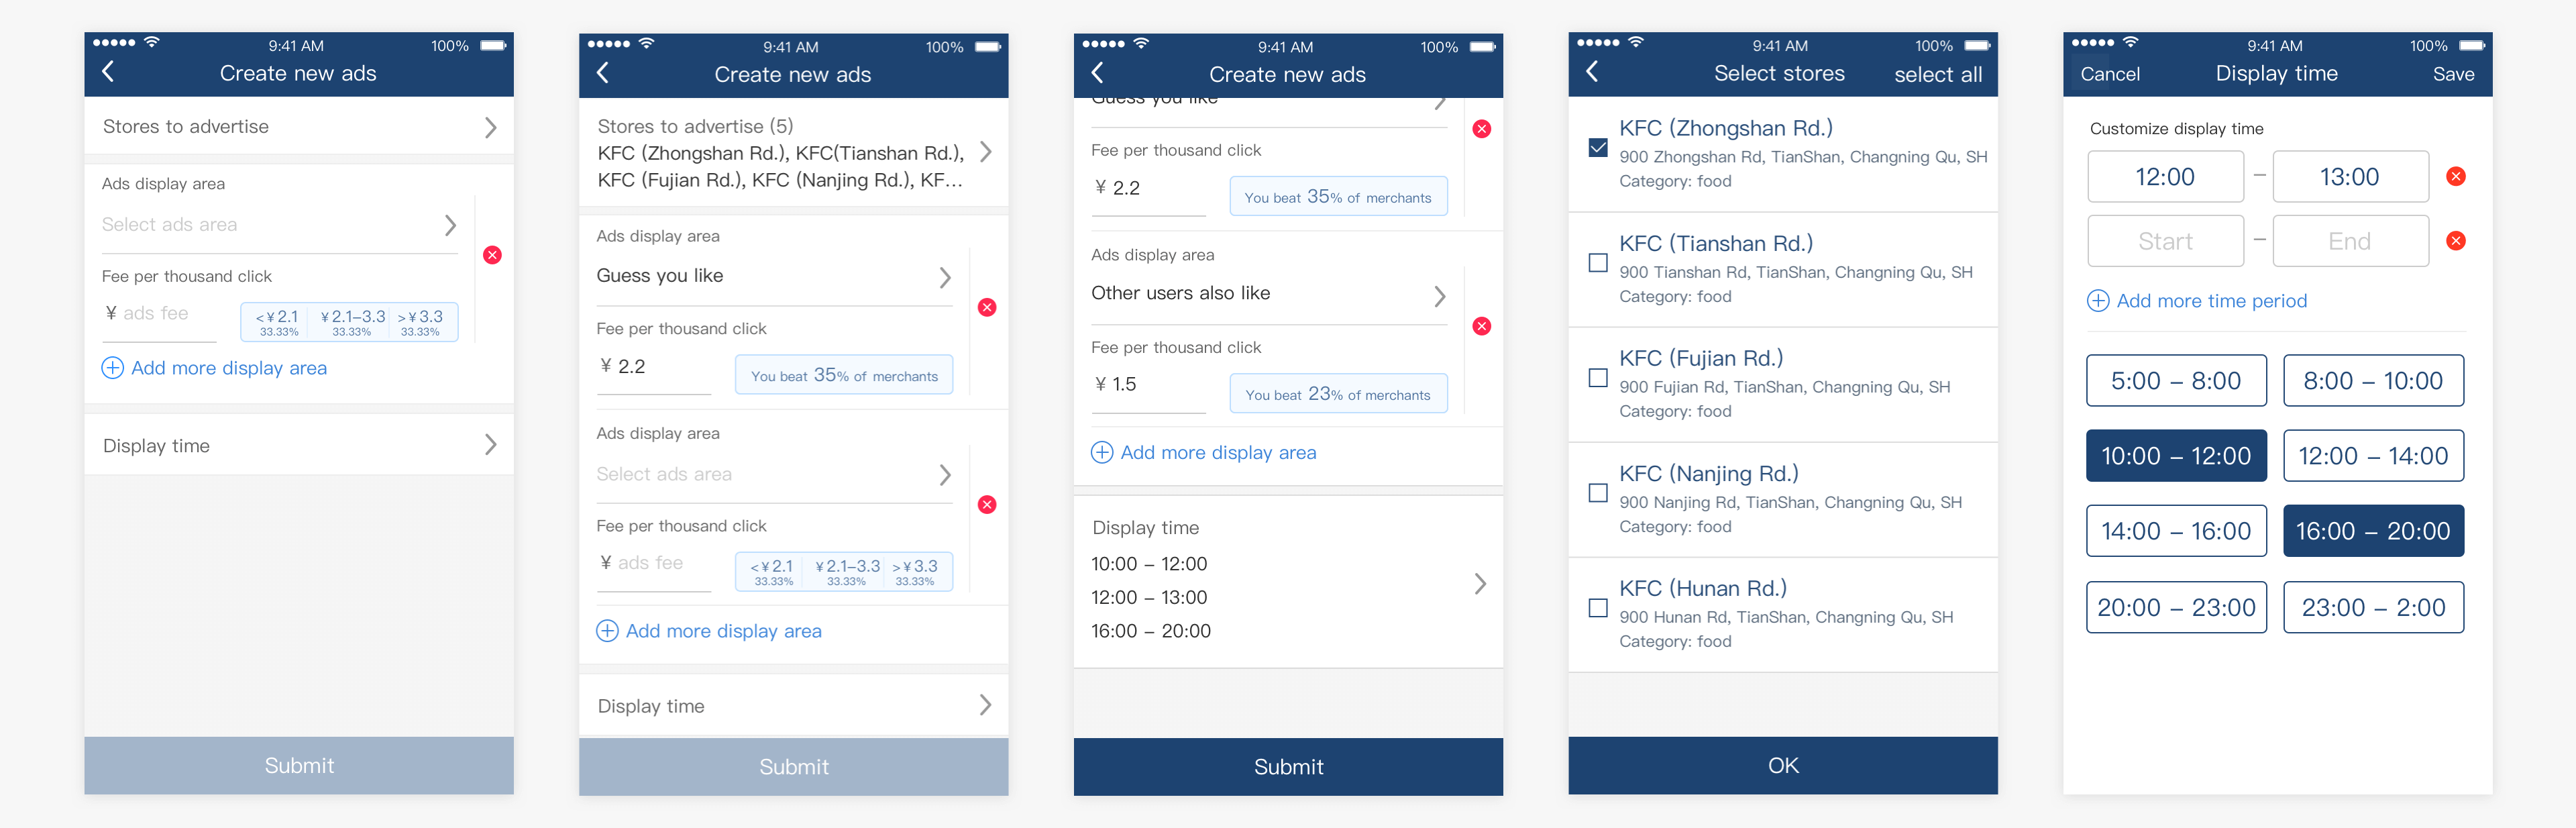 9:41 AM 100%
Create new ads
Stores to advertise
Ads display area
Select ads area
Fee per thousand click
¥ ads fee
<¥2.1 ¥2.1–3.3 >¥3.3
33.33% 33.33% 33.33%
Add more display area
Display time
Submit
9:41 AM 100%
Create new ads
Stores to advertise (5)
KFC (Zhongshan Rd.), KFC(Tianshan Rd.),
KFC (Fujian Rd.), KFC (Nanjing Rd.), KF...
Ads display area
Guess you like
Fee per thousand click
¥ 2.2
You beat 35% of merchants
Ads display area
Select ads area
Fee per thousand click
¥ ads fee
<¥2.1 ¥2.1–3.3 >¥3.3
33.33% 33.33% 33.33%
Add more display area
Display time
Submit
9:41 AM 100%
Create new ads
Guess you like
Fee per thousand click
¥ 2.2
You beat 35% of merchants
Ads display area
Other users also like
Fee per thousand click
¥ 1.5
You beat 23% of merchants
Add more display area
Display time
10:00 – 12:00
12:00 – 13:00
16:00 – 20:00
Submit
9:41 AM 100%
Select stores select all
KFC (Zhongshan Rd.)
900 Zhongshan Rd, TianShan, Changning Qu, SH
Category: food
KFC (Tianshan Rd.)
900 Tianshan Rd, TianShan, Changning Qu, SH
Category: food
KFC (Fujian Rd.)
900 Fujian Rd, TianShan, Changning Qu, SH
Category: food
KFC (Nanjing Rd.)
900 Nanjing Rd, TianShan, Changning Qu, SH
Category: food
KFC (Hunan Rd.)
900 Hunan Rd, TianShan, Changning Qu, SH
Category: food
OK
9:41 AM 100%
Cancel Display time Save
Customize display time
12:00 – 13:00
Start – End
Add more time period
5:00 – 8:00 8:00 – 10:00
10:00 – 12:00 12:00 – 14:00
14:00 – 16:00 16:00 – 20:00
20:00 – 23:00 23:00 – 2:00